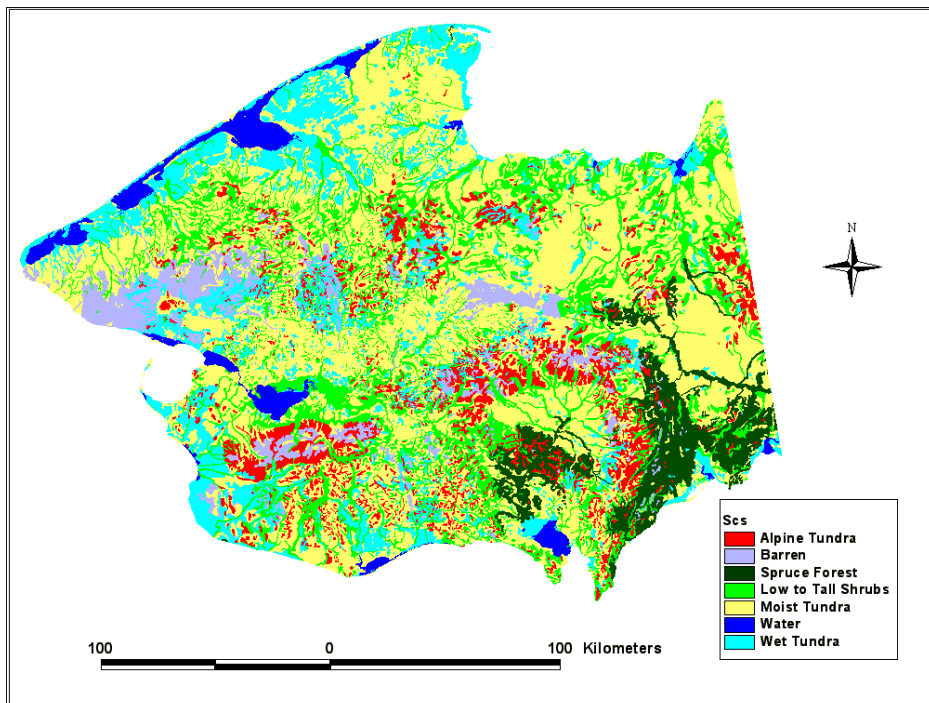 N
Scs
Alpine Tundra
Barren
Spruce Forest
Low to Tall Shrubs
Moist Tundra
Water
Wet Tundra
100 0 100 Kilometers